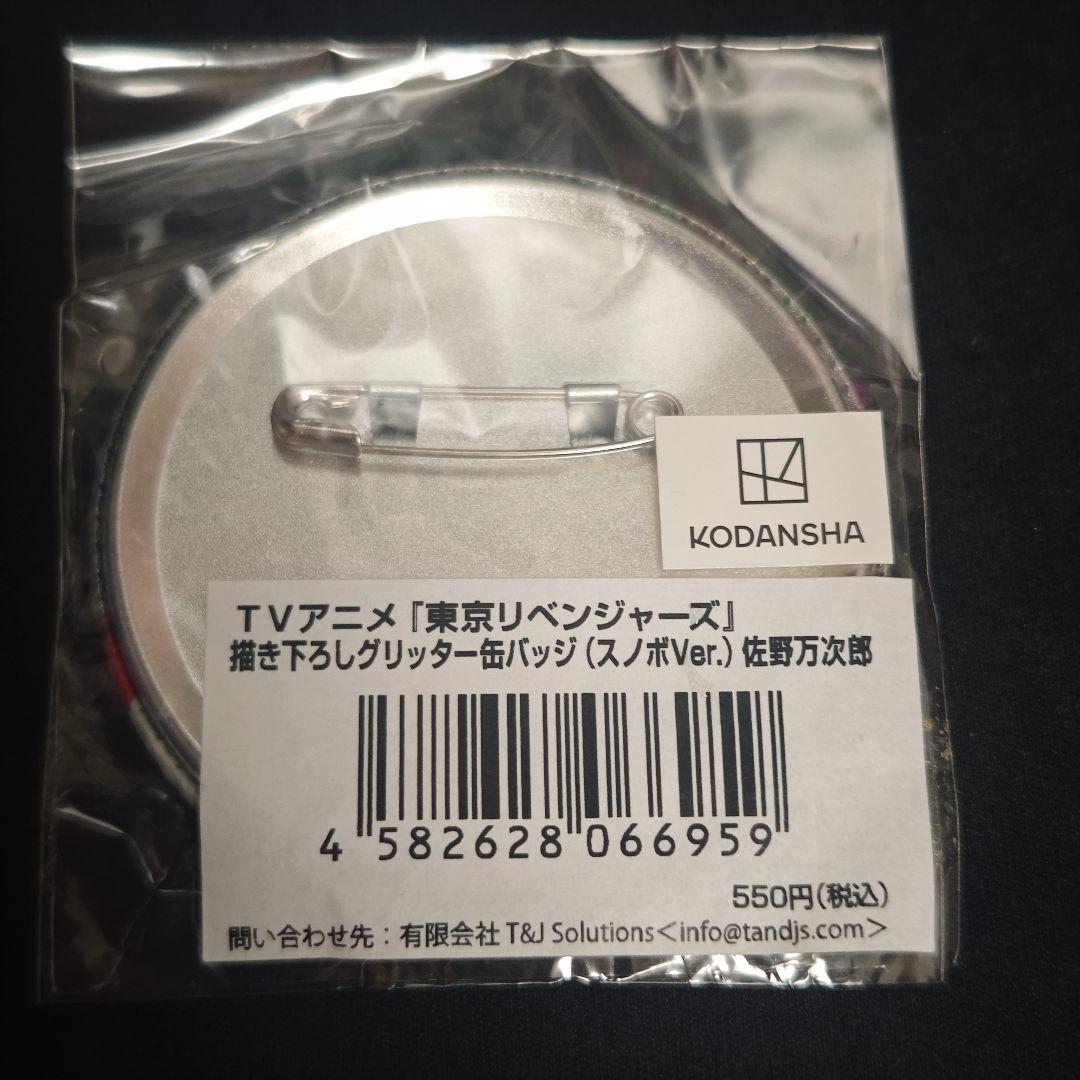 KODANSHA
TVアニメ『東京リベンジャーズ』
描き下ろしグリッター缶バッジ(スノボVer.)佐野万次郎
4 582628 066959
550円(税込)
問い合わせ先:有限会社 T&J Solutions<info@tandjs.com>